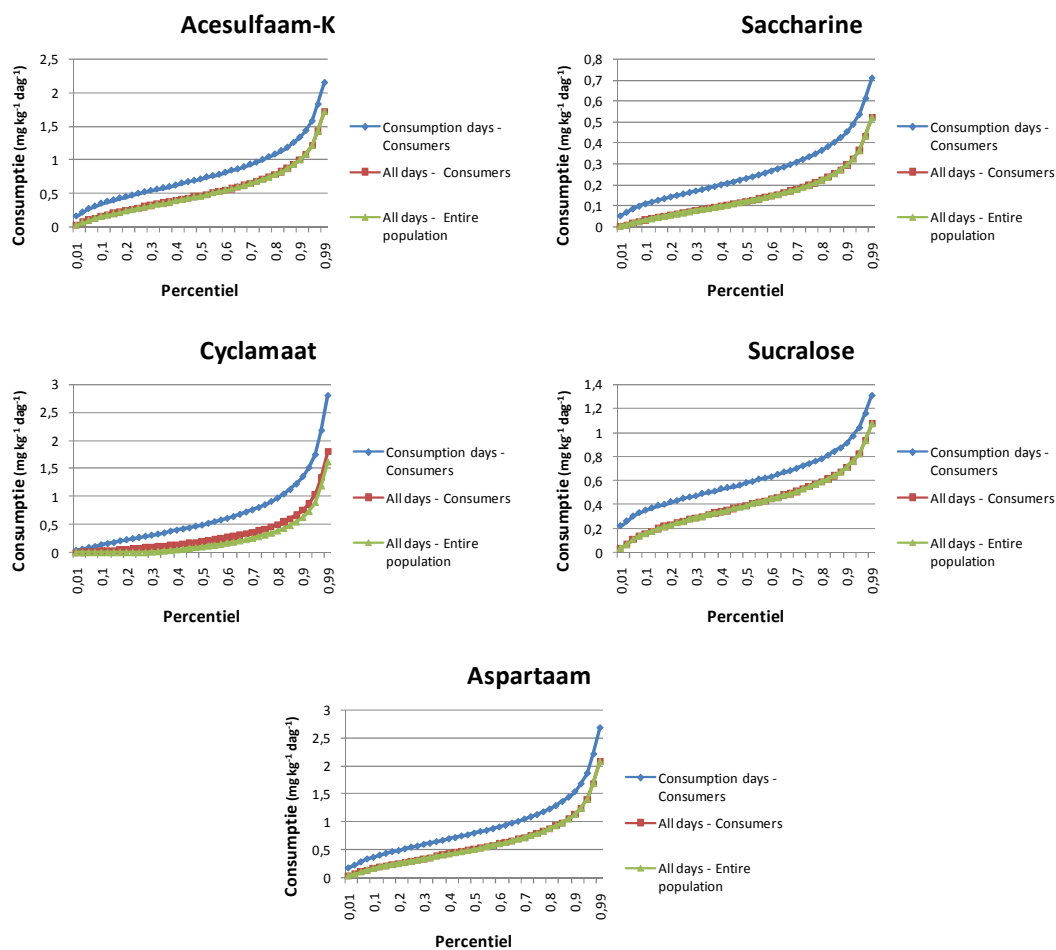 Acesulfaam-K
Consumptie (mg kg⁻¹ dag⁻¹)
2,5
2
1,5
1
0,5
0
0,01
0,1
0,2
0,3
0,4
0,5
0,6
0,7
0,8
0,9
0,99
Percentiel
Consumption days -
Consumers
All days - Consumers
All days - Entire
population
Saccharine
Consumptie (mg kg⁻¹ dag⁻¹)
0,8
0,7
0,6
0,5
0,4
0,3
0,2
0,1
0
0,01
0,1
0,2
0,3
0,4
0,5
0,6
0,7
0,8
0,9
0,99
Percentiel
Consumption days -
Consumers
All days - Consumers
All days - Entire
population
Cyclamaat
Consumptie (mg kg⁻¹ dag⁻¹)
3
2,5
2
1,5
1
0,5
0
0,01
0,1
0,2
0,3
0,4
0,5
0,6
0,7
0,8
0,9
0,99
Percentiel
Consumption days -
Consumers
All days - Consumers
All days - Entire
population
Sucralose
Consumptie (mg kg⁻¹ dag⁻¹)
1,4
1,2
1
0,8
0,6
0,4
0,2
0
0,01
0,1
0,2
0,3
0,4
0,5
0,6
0,7
0,8
0,9
0,99
Percentiel
Consumption days -
Consumers
All days - Consumers
All days - Entire
population
Aspartaam
Consumptie (mg kg⁻¹ dag⁻¹)
3
2,5
2
1,5
1
0,5
0
0,01
0,1
0,2
0,3
0,4
0,5
0,6
0,7
0,8
0,9
0,99
Percentiel
Consumption days -
Consumers
All days - Consumers
All days - Entire
population